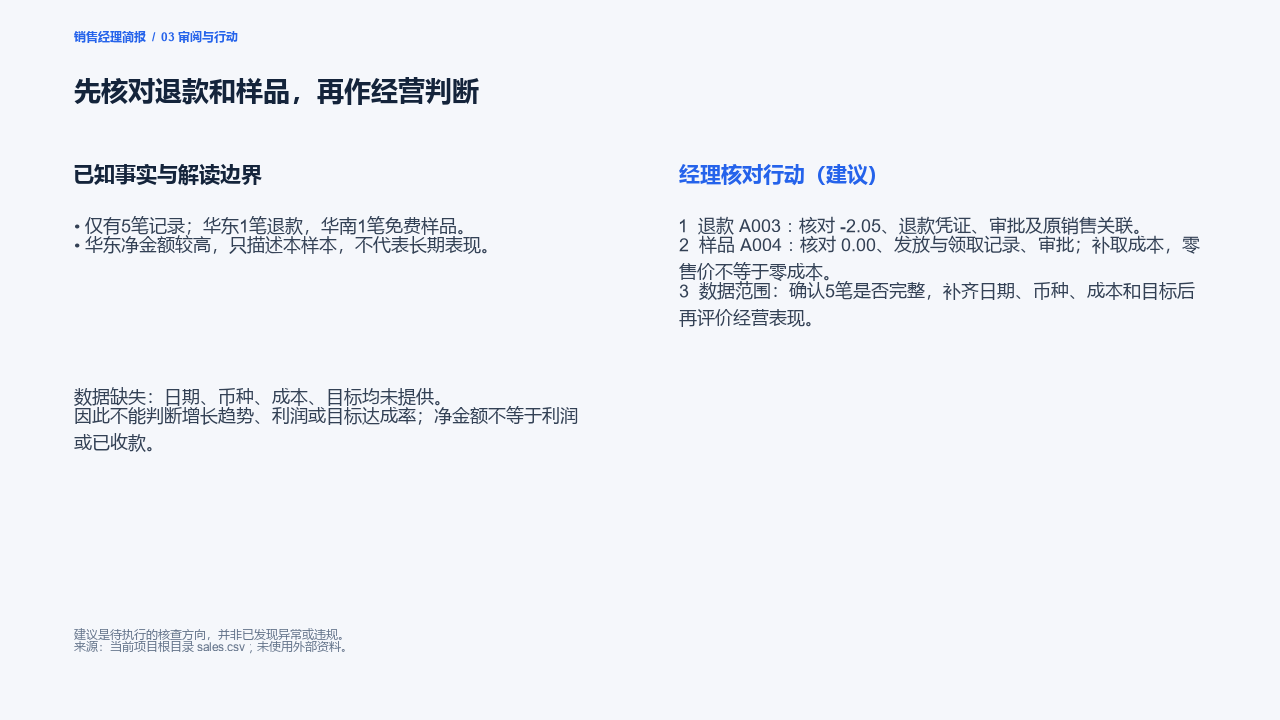 销售经理简报 / 03 审阅与行动
先核对退款和样品，再作经营判断
已知事实与解读边界
• 仅有5笔记录；华东1笔退款，华南1笔免费样品。
• 华东净金额较高，只描述本样本，不代表长期表现。
数据缺失：日期、币种、成本、目标均未提供。
因此不能判断增长趋势、利润或目标达成率；净金额不等于利润
或已收款。
经理核对行动（建议）
1 退款 A003：核对 -2.05、退款凭证、审批及原销售关联。
2 样品 A004：核对 0.00、发放与领取记录、审批；补取成本，零
售价不等于零成本。
3 数据范围：确认5笔是否完整，补齐日期、币种、成本和目标后
再评价经营表现。
建议是待执行的核查方向，并非已发现异常或违规。
来源：当前项目根目录 sales.csv；未使用外部资料。